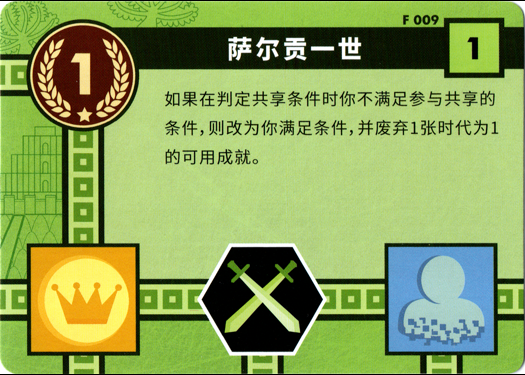 F 009
1
萨尔贡一世
1
如果在判定共享条件时你不满足参与共享的
条件，则改为你满足条件，并废弃1张时代为1
的可用成就。